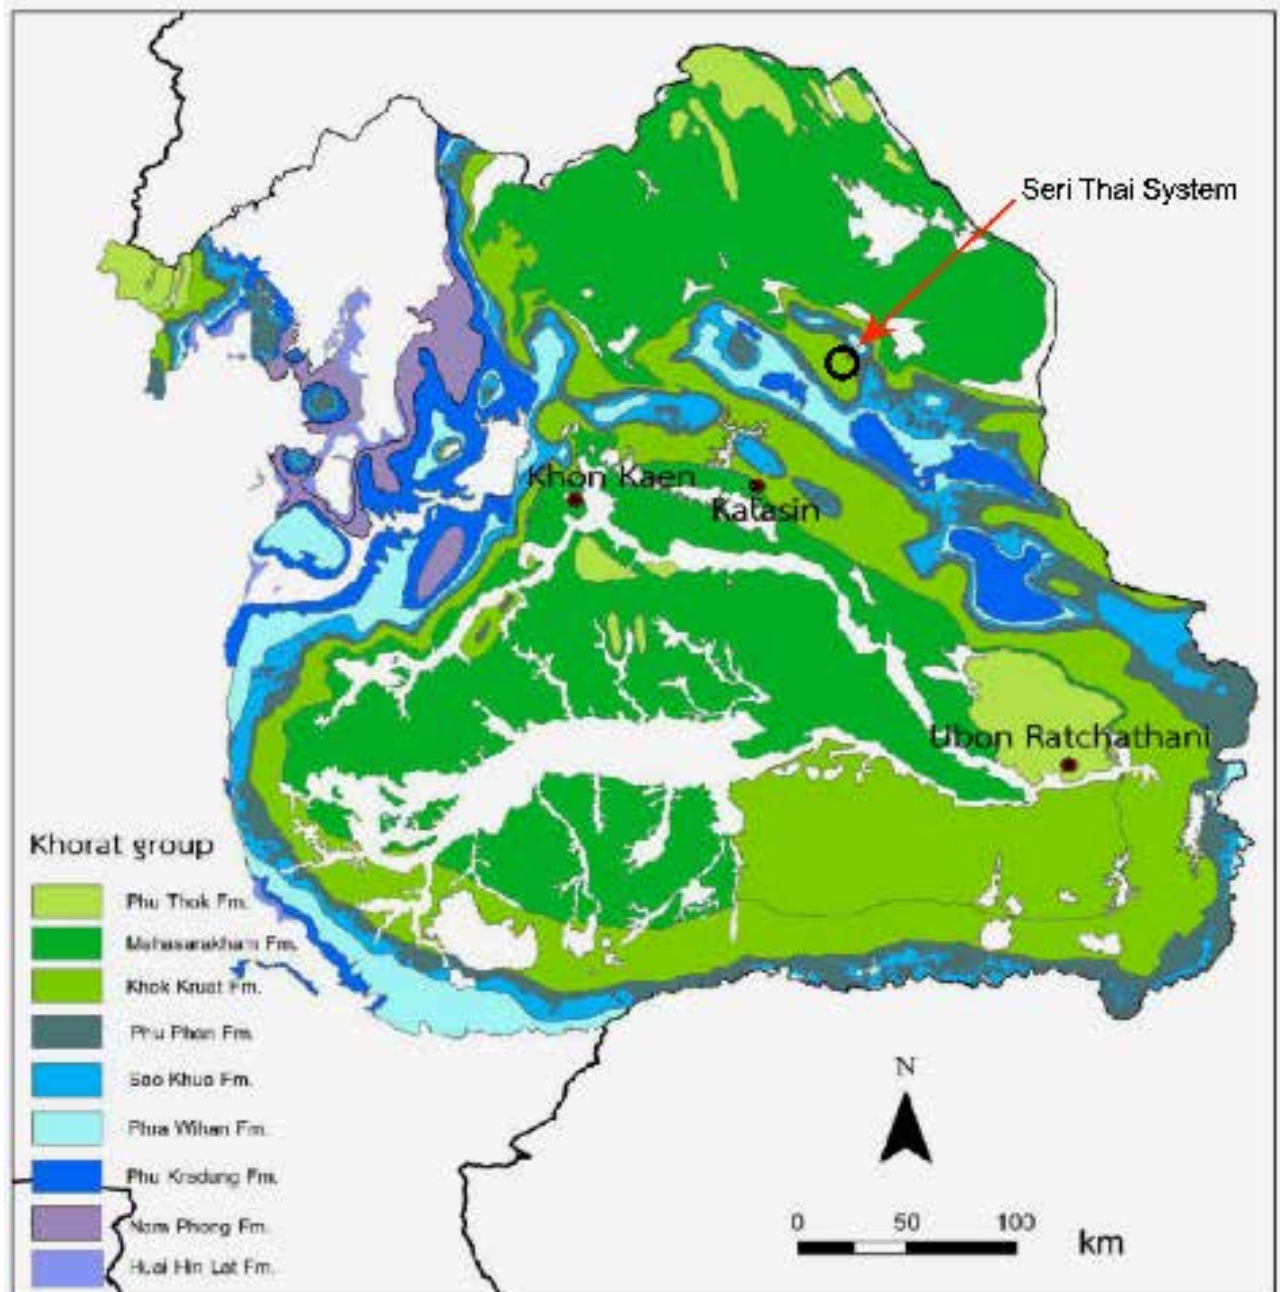 Seri Thai System
Khon Kaen
Kalasin
Ubon Ratchathani
Khorat group
Phu Thok Fm.
Mahasarakham Fm.
Khok Kruat Fm.
Phu Phan Fm.
Sao Khua Fm.
Phra Wihan Fm.
Phu Kradung Fm.
Nam Phong Fm.
Huai Hin Lat Fm.
N
0 50 100
km